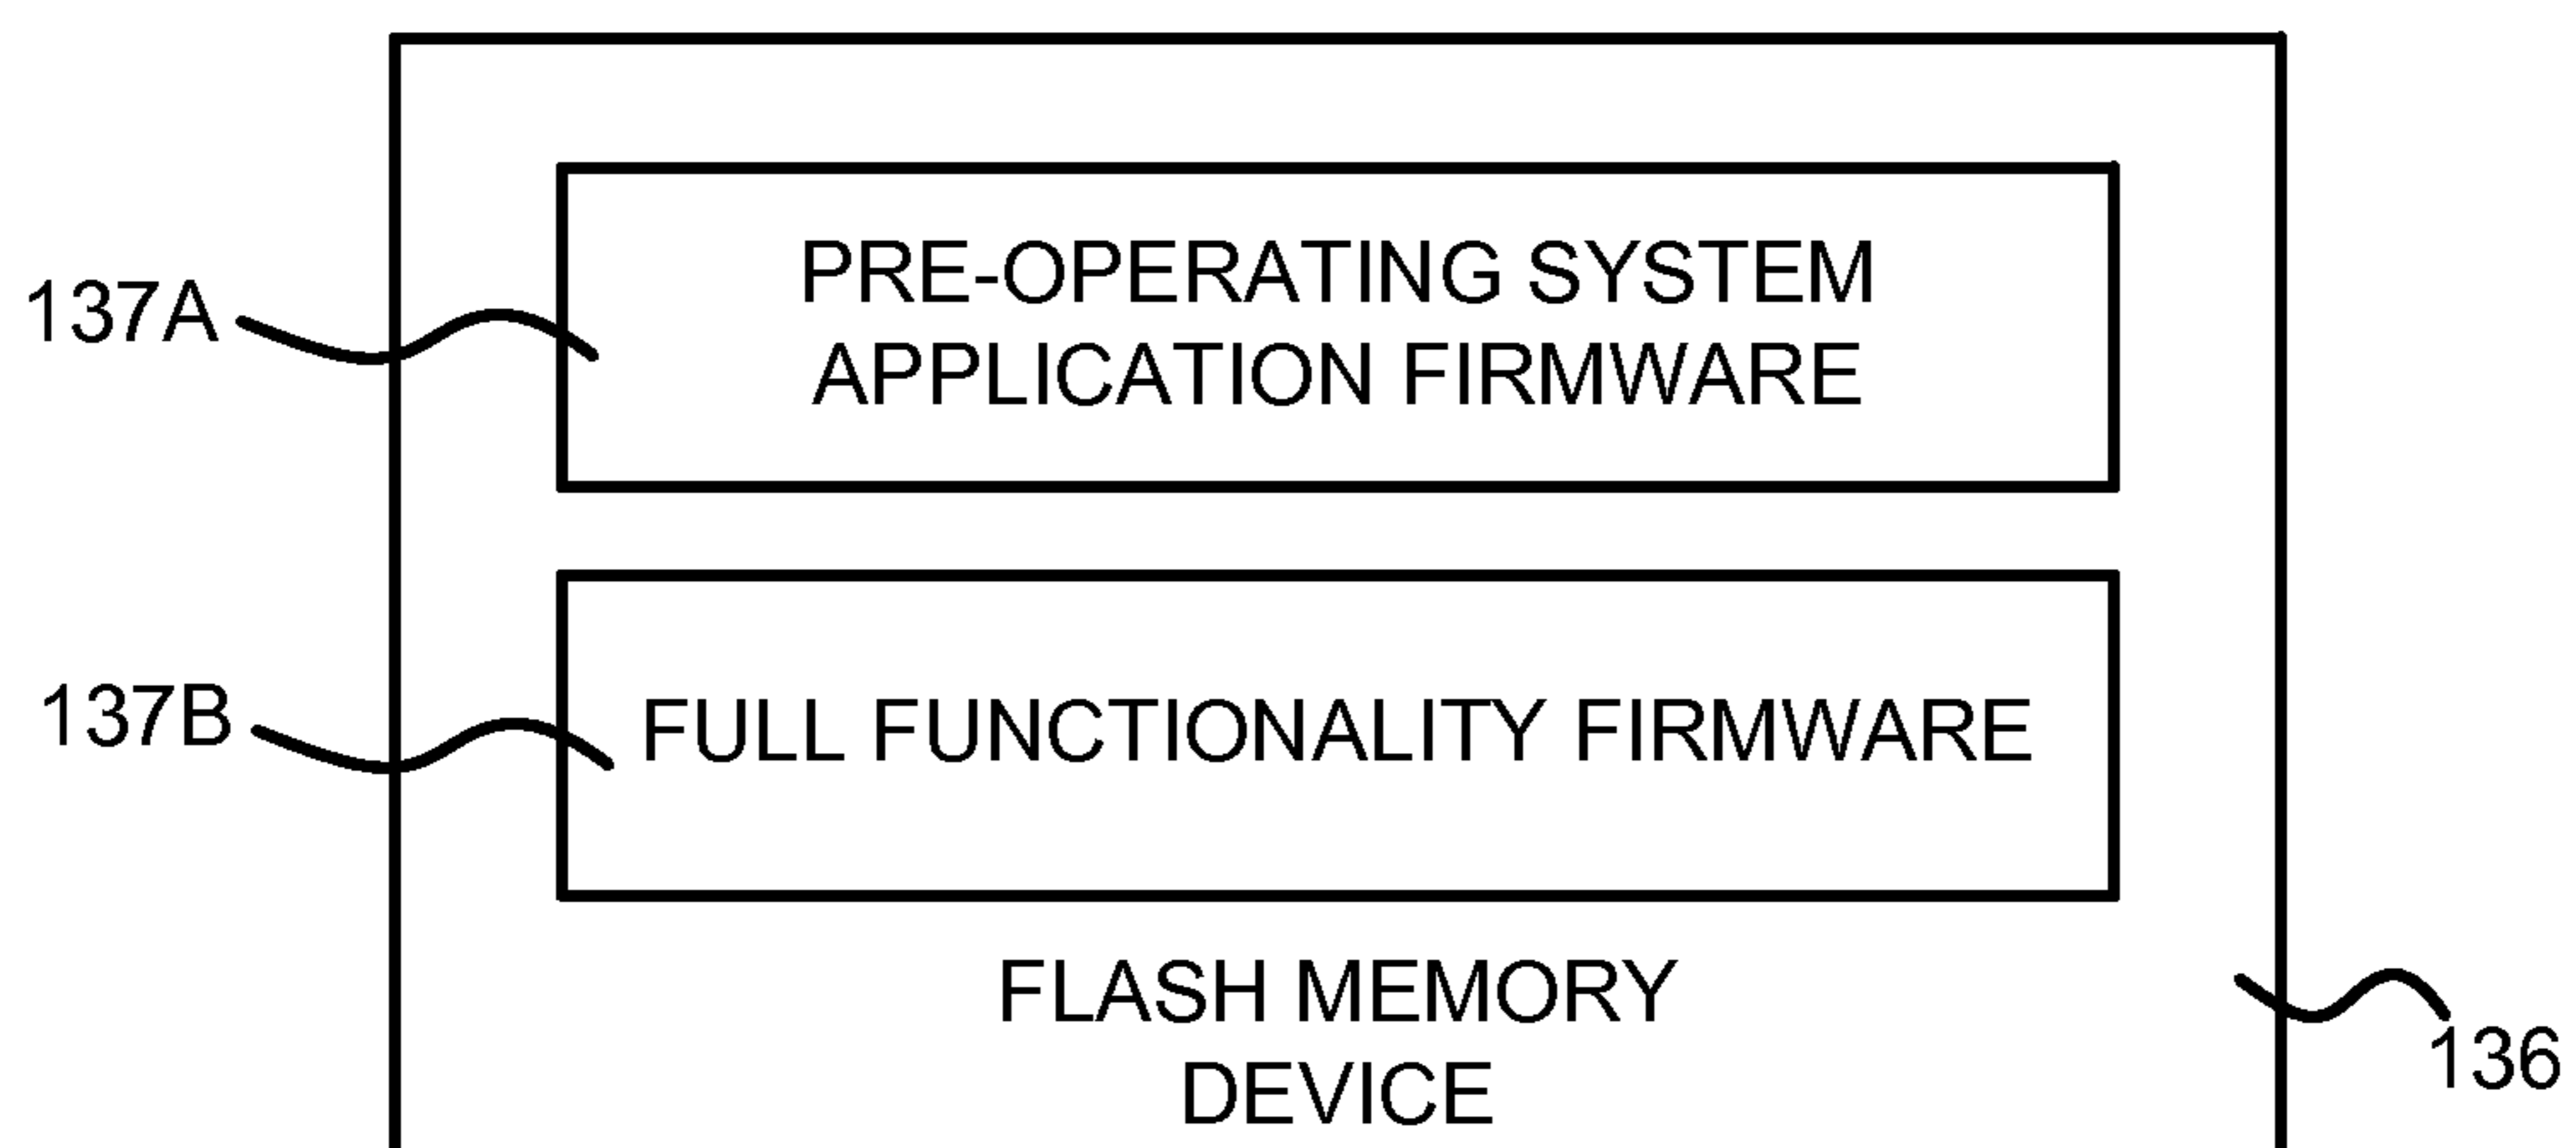 PRE-OPERATING SYSTEM
APPLICATION FIRMWARE
137A
FULL FUNCTIONALITY FIRMWARE
137B
FLASH MEMORY
DEVICE
136